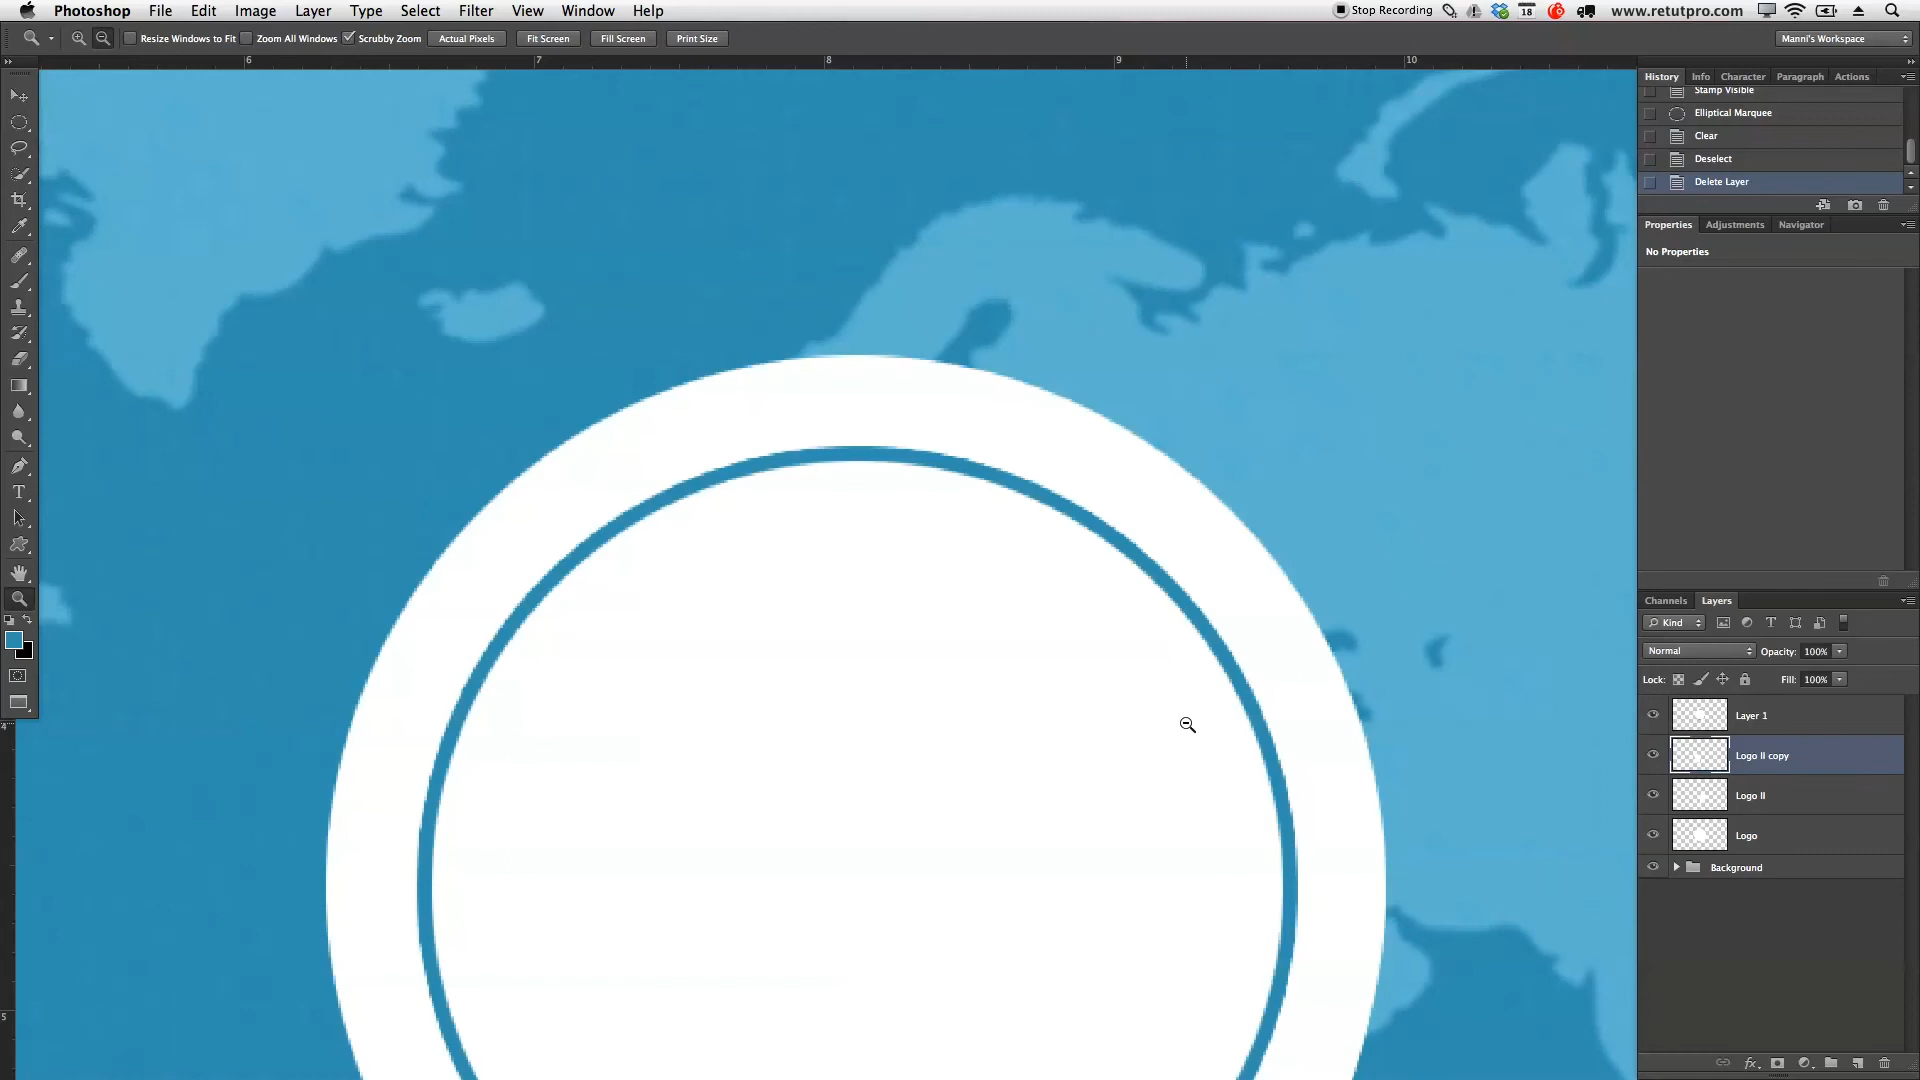 Photoshop File Edit Image Layer Type Select Filter View Window Help Stop Recording 18 www.retutpro.com
Resize Windows to Fit Zoom All Windows Scrubby Zoom Actual Pixels Fit Screen Fill Screen Print Size Manni's Workspace
6 7 8 9 10
History Info Character Paragraph Actions
Stamp Visible
Elliptical Marquee
Clear
Deselect
Delete Layer
Properties Adjustments Navigator
No Properties
Channels Layers
Kind
Normal Opacity: 100%
Lock: Fill: 100%
Layer 1
4
Logo II copy
Logo II
Logo
Background
5